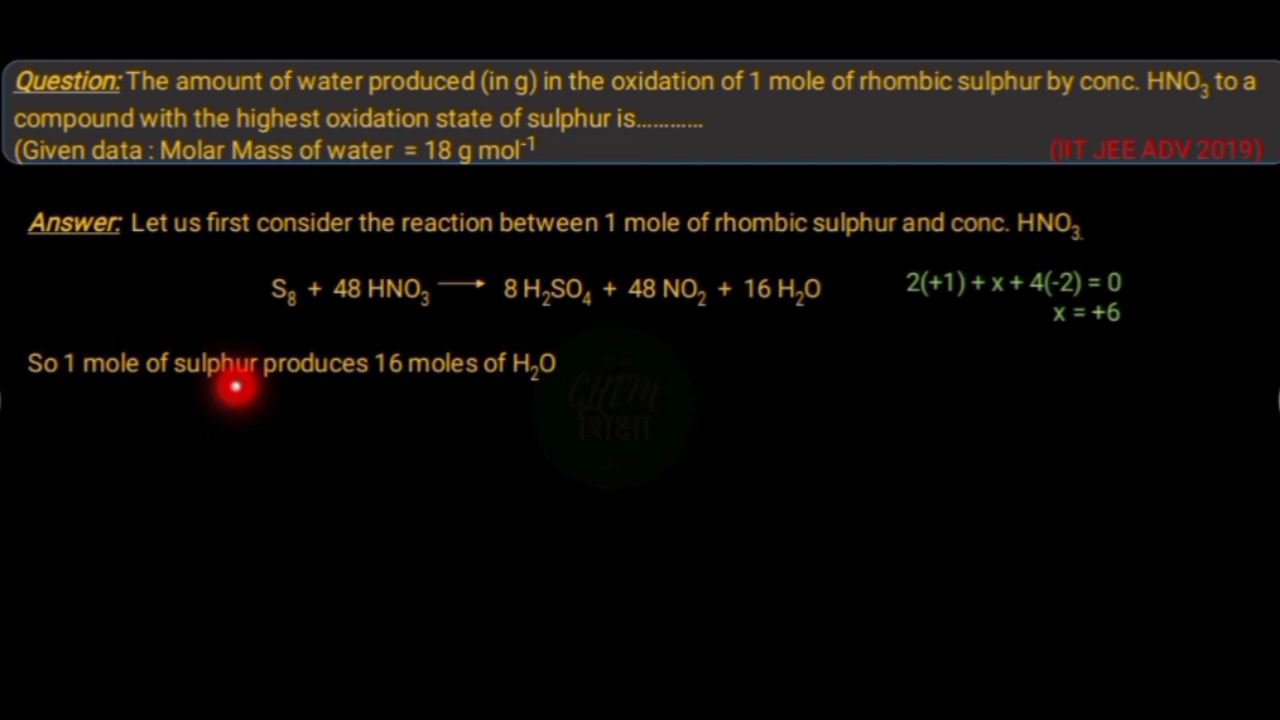 Question: The amount of water produced (in g) in the oxidation of 1 mole of rhombic sulphur by conc. HNO₃ to a
compound with the highest oxidation state of sulphur is............
(Given data : Molar Mass of water = 18 g mol⁻¹
(IIT JEE ADV 2019)
Answer: Let us first consider the reaction between 1 mole of rhombic sulphur and conc. HNO₃.
S₈ + 48 HNO₃ ⟶ 8 H₂SO₄ + 48 NO₂ + 16 H₂O
2(+1) + x + 4(-2) = 0
x = +6
So 1 mole of sulphur produces 16 moles of H₂O
CHEM
शिक्षा